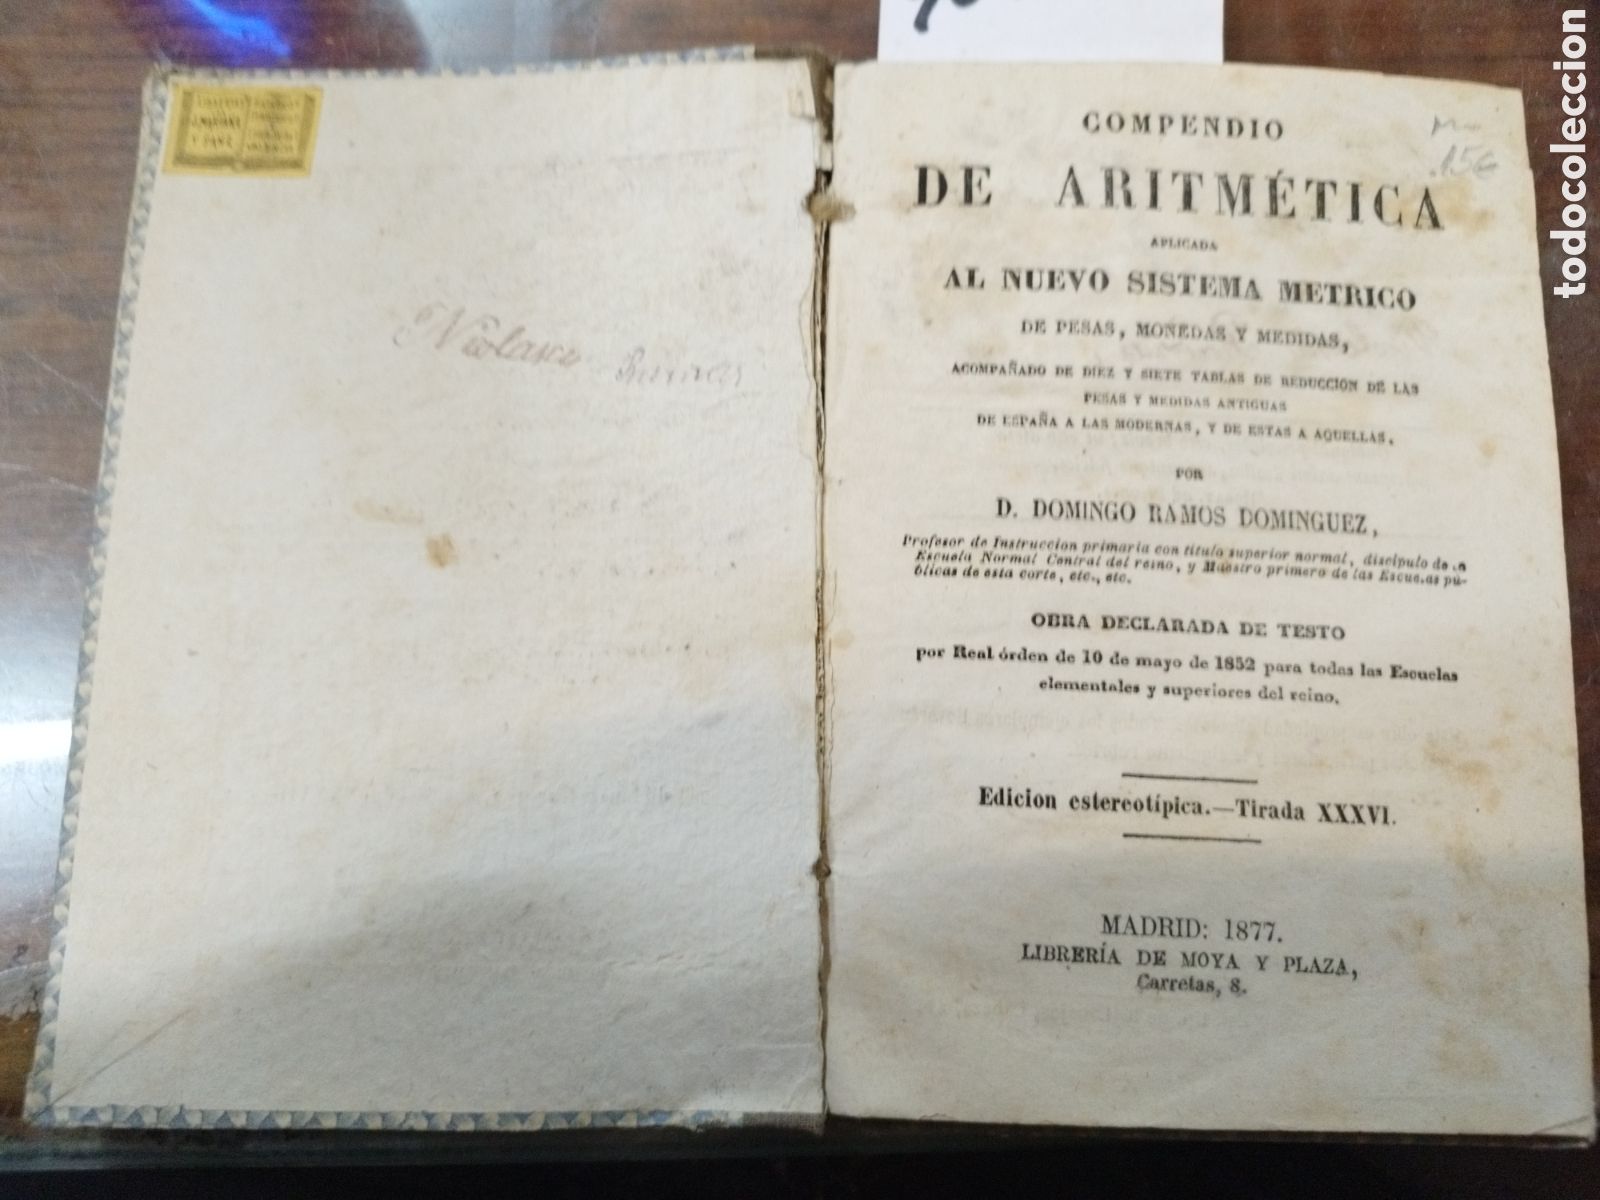 J. MARIANA
Y SANZ
VALENCIA
COMPENDIO
DE ARITMÉTICA
APLICADA
AL NUEVO SISTEMA METRICO
DE PESAS, MONEDAS Y MEDIDAS,
ACOMPAÑADO DE DIEZ Y SIETE TABLAS DE REDUCCION DE LAS
PESAS Y MEDIDAS ANTIGUAS
DE ESPAÑA A LAS MODERNAS, Y DE ESTAS A AQUELLAS.
POR
D. DOMINGO RAMOS DOMINGUEZ,
Profesor de Instruccion primaria con título superior normal, discípulo de
Escuela Normal Central del reino, y Maestro primero de las Escuelas pú-
blicas de esta corte, etc., etc.
OBRA DECLARADA DE TESTO
por Real órden de 10 de mayo de 1852 para todas las Escuelas
elementales y superiores del reino.
Edicion estereotípica.—Tirada XXXVI.
MADRID: 1877.
LIBRERÍA DE MOYA Y PLAZA,
Carretas, 8.
15€
todocoleccion